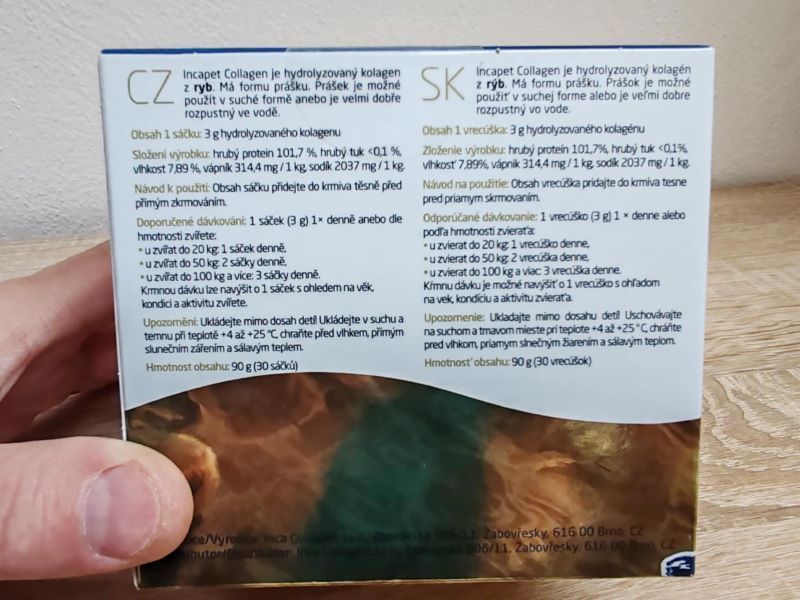 CZ
Incapet Collagen je hydrolyzovaný kolagen
z ryb. Má formu prášku. Prášek je možné
použít v suché formě anebo je velmi dobře
rozpustný ve vodě.
Obsah 1 sáčku: 3 g hydrolyzovaného kolagenu
Složení výrobku: hrubý protein 101,7 %, hrubý tuk <0,1 %,
vlhkost 7,89 %, vápník 314,4 mg / 1 kg, sodík 2037 mg / 1 kg.
Návod k použití: Obsah sáčku přidejte do krmiva těsně před
přímým zkrmováním.
Doporučené dávkování: 1 sáček (3 g) 1× denně anebo dle
hmotnosti zvířete:
• u zvířat do 20 kg: 1 sáček denně,
• u zvířat do 50 kg: 2 sáčky denně,
• u zvířat do 100 kg a více: 3 sáčky denně.
Krmnou dávku lze navýšit o 1 sáček s ohledem na věk,
kondici a aktivitu zvířete.
Upozornění: Ukládejte mimo dosah dětí! Ukládejte v suchu a
temnu při teplotě +4 až +25 °C, chraňte před vlhkem, přímým
slunečním zářením a sálavým teplem.
Hmotnost obsahu: 90 g (30 sáčků)
SK
Incapet Collagen je hydrolyzovaný kolagén
z rýb. Má formu prášku. Prášok je možné
použiť v suchej forme alebo je veľmi dobre
rozpustný vo vode.
Obsah 1 vrecúška: 3 g hydrolyzovaného kolagénu
Zloženie výrobku: hrubý proteín 101,7%, hrubý tuk <0,1%,
vlhkosť 7,89%, vápnik 314,4 mg / 1 kg, sodík 2037 mg / 1 kg.
Návod na použitie: Obsah vrecúška pridajte do krmiva tesne
pred priamym skrmovaním.
Odporúčané dávkovanie: 1 vrecúško (3 g) 1 × denne alebo
podľa hmotnosti zvieraťa:
• u zvierat do 20 kg: 1 vrecúško denne,
• u zvierat do 50 kg: 2 vrecúška denne,
• u zvierat do 100 kg a viac: 3 vrecúška denne.
Kŕmnu dávku je možné navýšiť o 1 vrecúško s ohľadom
na vek, kondíciu a aktivitu zvieraťa.
Upozornenie: Ukladajte mimo dosahu detí! Uschovávajte
na suchom a tmavom mieste pri teplote +4 až +25 °C, chráňte
pred vlhkom, priamym slnečným žiarením a sálavým teplom.
Hmotnosť obsahu: 90 g (30 vrecúšok)
/Výrobce: Inca Collagen s.r.o., 906/11, Žabovřesky, 616 00 Brno, CZ
Inca Collagen s.r.o., 906/11, Žabovřesky, 616 00 Brno, CZ